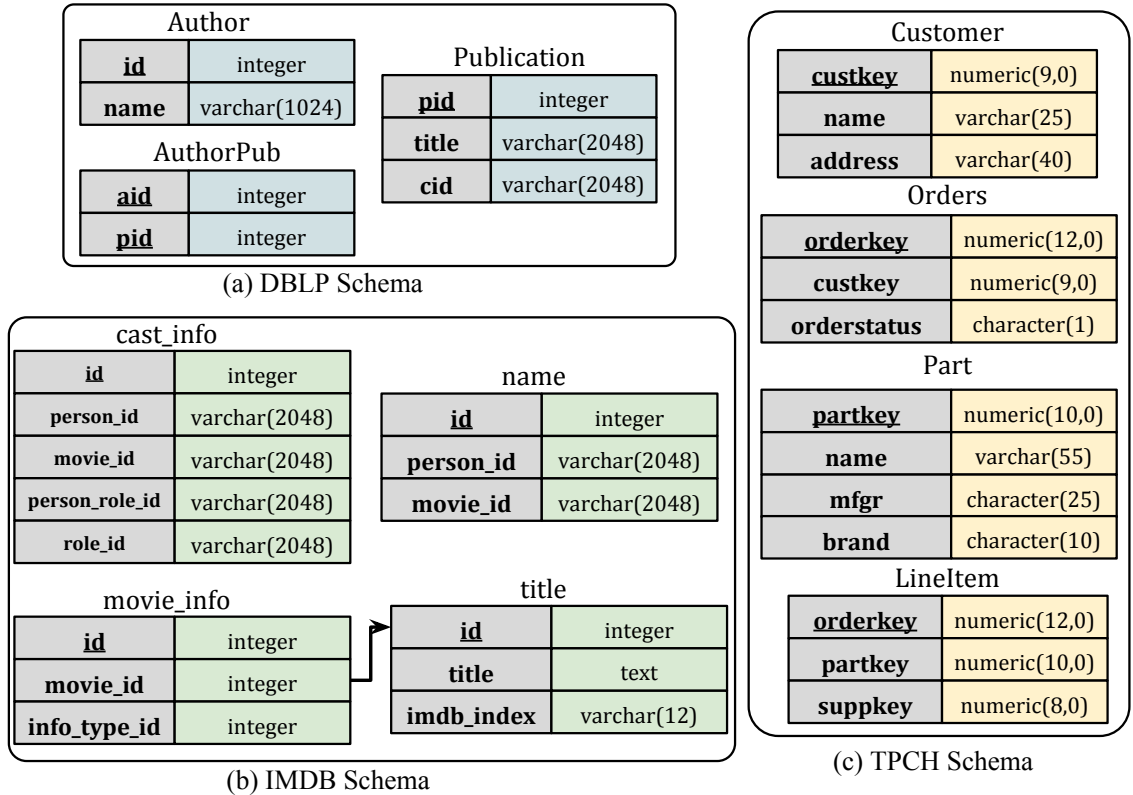 Author
id integer
name varchar(1024)
AuthorPub
aid integer
pid integer
Publication
pid integer
title varchar(2048)
cid varchar(2048)
(a) DBLP Schema
cast_info
id integer
person_id varchar(2048)
movie_id varchar(2048)
person_role_id varchar(2048)
role_id varchar(2048)
name
id integer
person_id varchar(2048)
movie_id varchar(2048)
movie_info
id integer
movie_id integer
info_type_id integer
title
id integer
title text
imdb_index varchar(12)
(b) IMDB Schema
Customer
custkey numeric(9,0)
name varchar(25)
address varchar(40)
Orders
orderkey numeric(12,0)
custkey numeric(9,0)
orderstatus character(1)
Part
partkey numeric(10,0)
name varchar(55)
mfgr character(25)
brand character(10)
LineItem
orderkey numeric(12,0)
partkey numeric(10,0)
suppkey numeric(8,0)
(c) TPCH Schema